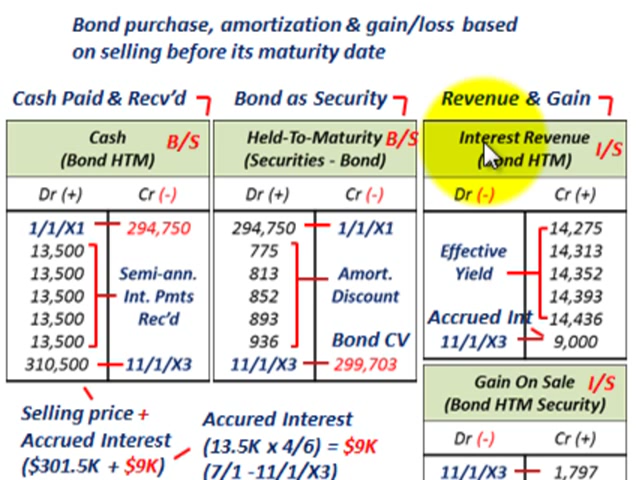 Bond purchase, amortization & gain/loss based
on selling before its maturity date
Cash Paid & Recv'd
Cash
(Bond HTM)
B/S
Dr (+) Cr (-)
1/1/X1 294,750
13,500
13,500
13,500
13,500
13,500
Semi-ann.
Int. Pmts
Rec'd
310,500 11/1/X3
Selling price +
Accrued Interest
($301.5K + $9K)
Bond as Security
Held-To-Maturity
(Securities - Bond)
B/S
Dr (+) Cr (-)
294,750 1/1/X1
775
813
852
893
936
Amort.
Discount
Bond CV
11/1/X3 299,703
Accured Interest
(13.5K x 4/6) = $9K
(7/1 -11/1/X3)
Revenue & Gain
Interest Revenue
(Bond HTM)
I/S
Dr (-) Cr (+)
Effective
Yield
14,275
14,313
14,352
14,393
14,436
Accrued Int
11/1/X3 9,000
Gain On Sale
(Bond HTM Security)
I/S
Dr (-) Cr (+)
11/1/X3 1,797